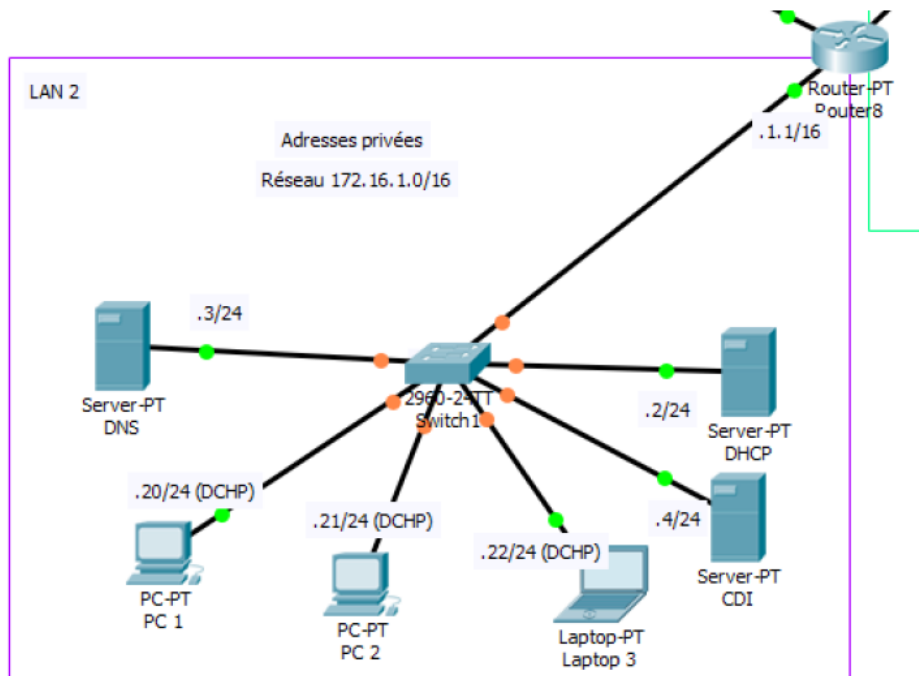 Router-PT
Router8
LAN 2
.1.1/16
Adresses privées
Réseau 172.16.1.0/16
.3/24
Server-PT
DNS
2960-24TT
Switch1
.2/24
Server-PT
DHCP
.20/24 (DCHP)
.21/24 (DCHP)
.22/24 (DCHP)
.4/24
PC-PT
PC 1
PC-PT
PC 2
Laptop-PT
Laptop 3
Server-PT
CDI